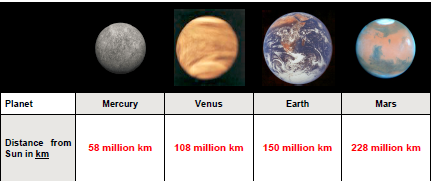 Planet Mercury Venus Earth Mars
Distance from
Sun in km 58 million km 108 million km 150 million km 228 million km